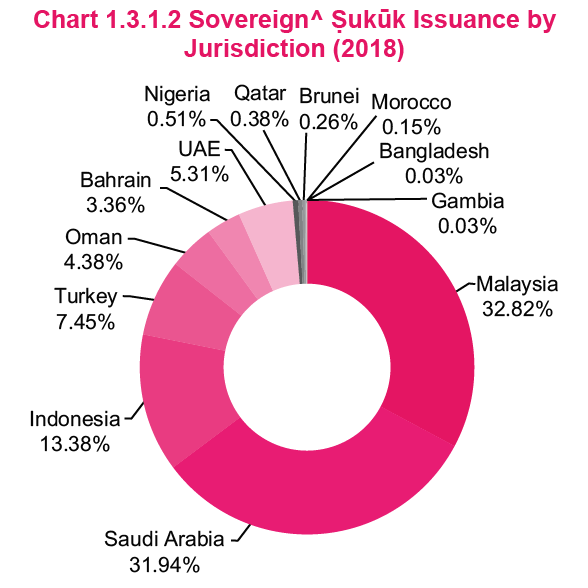 Chart 1.3.1.2 Sovereign^ Ṣukūk Issuance by
Jurisdiction (2018)
Nigeria
0.51%
Qatar
0.38%
Brunei
0.26%
Morocco
0.15%
Bangladesh
0.03%
Gambia
0.03%
UAE
5.31%
Bahrain
3.36%
Oman
4.38%
Turkey
7.45%
Indonesia
13.38%
Saudi Arabia
31.94%
Malaysia
32.82%